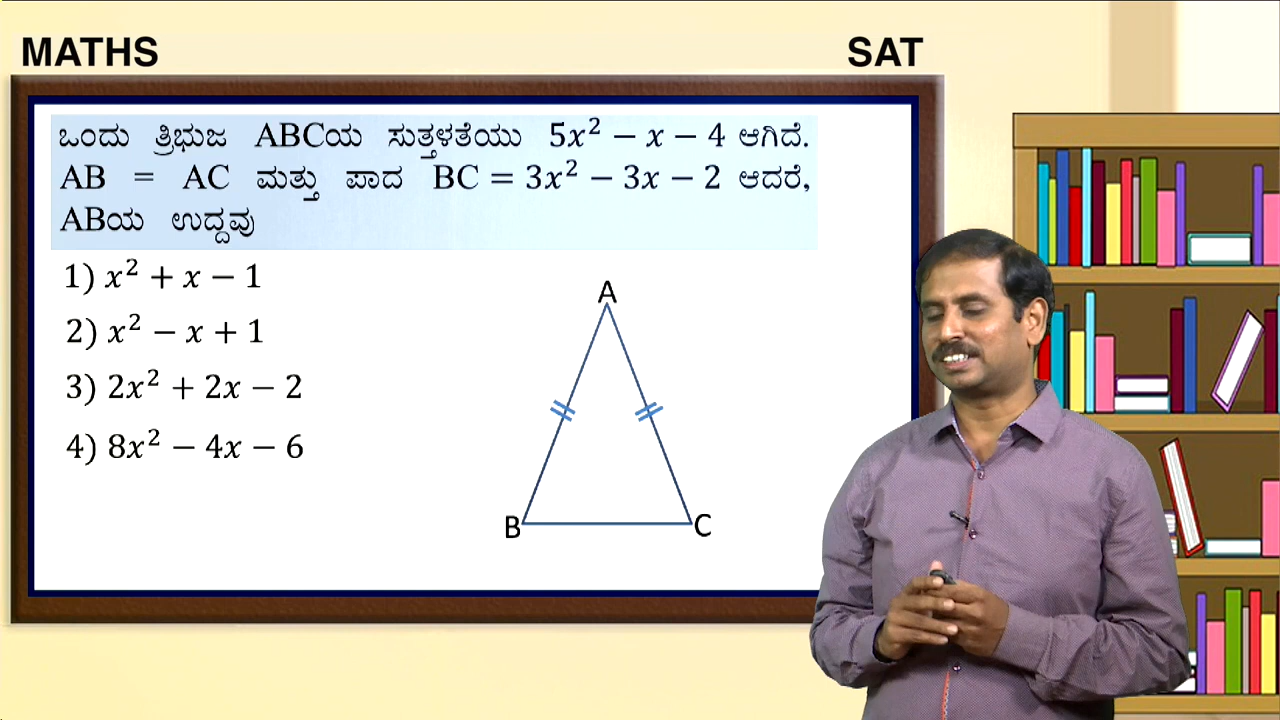 MATHS SAT
ಒಂದು ತ್ರಿಭುಜ ABCಯ ಸುತ್ತಳತೆಯು 5x² − x − 4 ಆಗಿದೆ.
AB = AC ಮತ್ತು ಪಾದ BC = 3x² − 3x − 2 ಆದರೆ,
ABಯ ಉದ್ದವು
1) x² + x − 1
2) x² − x + 1
3) 2x² + 2x − 2
4) 8x² − 4x − 6
A
B C